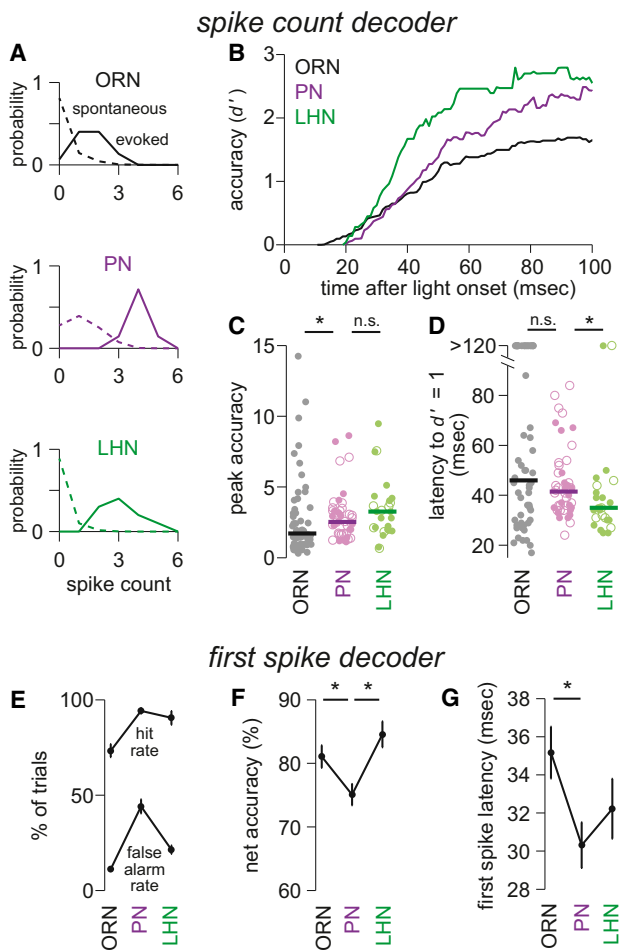 spike count decoder
A
ORN
spontaneous
evoked
probability
1
0
0 3 6
PN
probability
1
0
0 3 6
LHN
probability
1
0
0 3 6
spike count
B
ORN
PN
LHN
accuracy (d′)
3
2
1
0
0 20 40 60 80 100
time after light onset (msec)
C
* n.s.
peak accuracy
15
10
5
0
ORN PN LHN
D
n.s. *
latency to d′ = 1
(msec)
>120
80
60
40
20
ORN PN LHN
first spike decoder
E
% of trials
100
50
0
hit
rate
false
alarm
rate
ORN PN LHN
F
* *
net accuracy (%)
90
80
70
60
ORN PN LHN
G
*
first spike latency (msec)
38
36
34
32
30
28
ORN PN LHN